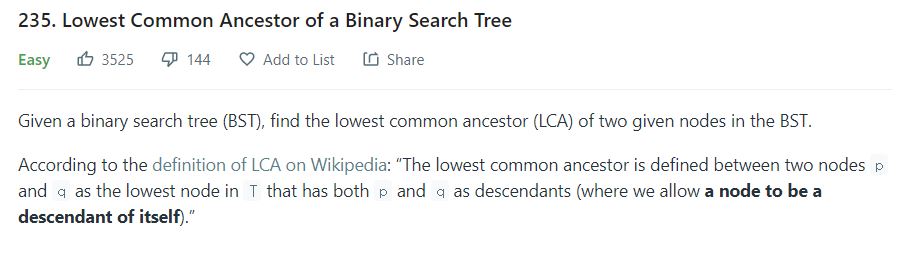 235. Lowest Common Ancestor of a Binary Search Tree
Easy 3525 144 Add to List Share
Given a binary search tree (BST), find the lowest common ancestor (LCA) of two given nodes in the BST.
According to the definition of LCA on Wikipedia: “The lowest common ancestor is defined between two nodes p
and q as the lowest node in T that has both p and q as descendants (where we allow a node to be a
descendant of itself).”